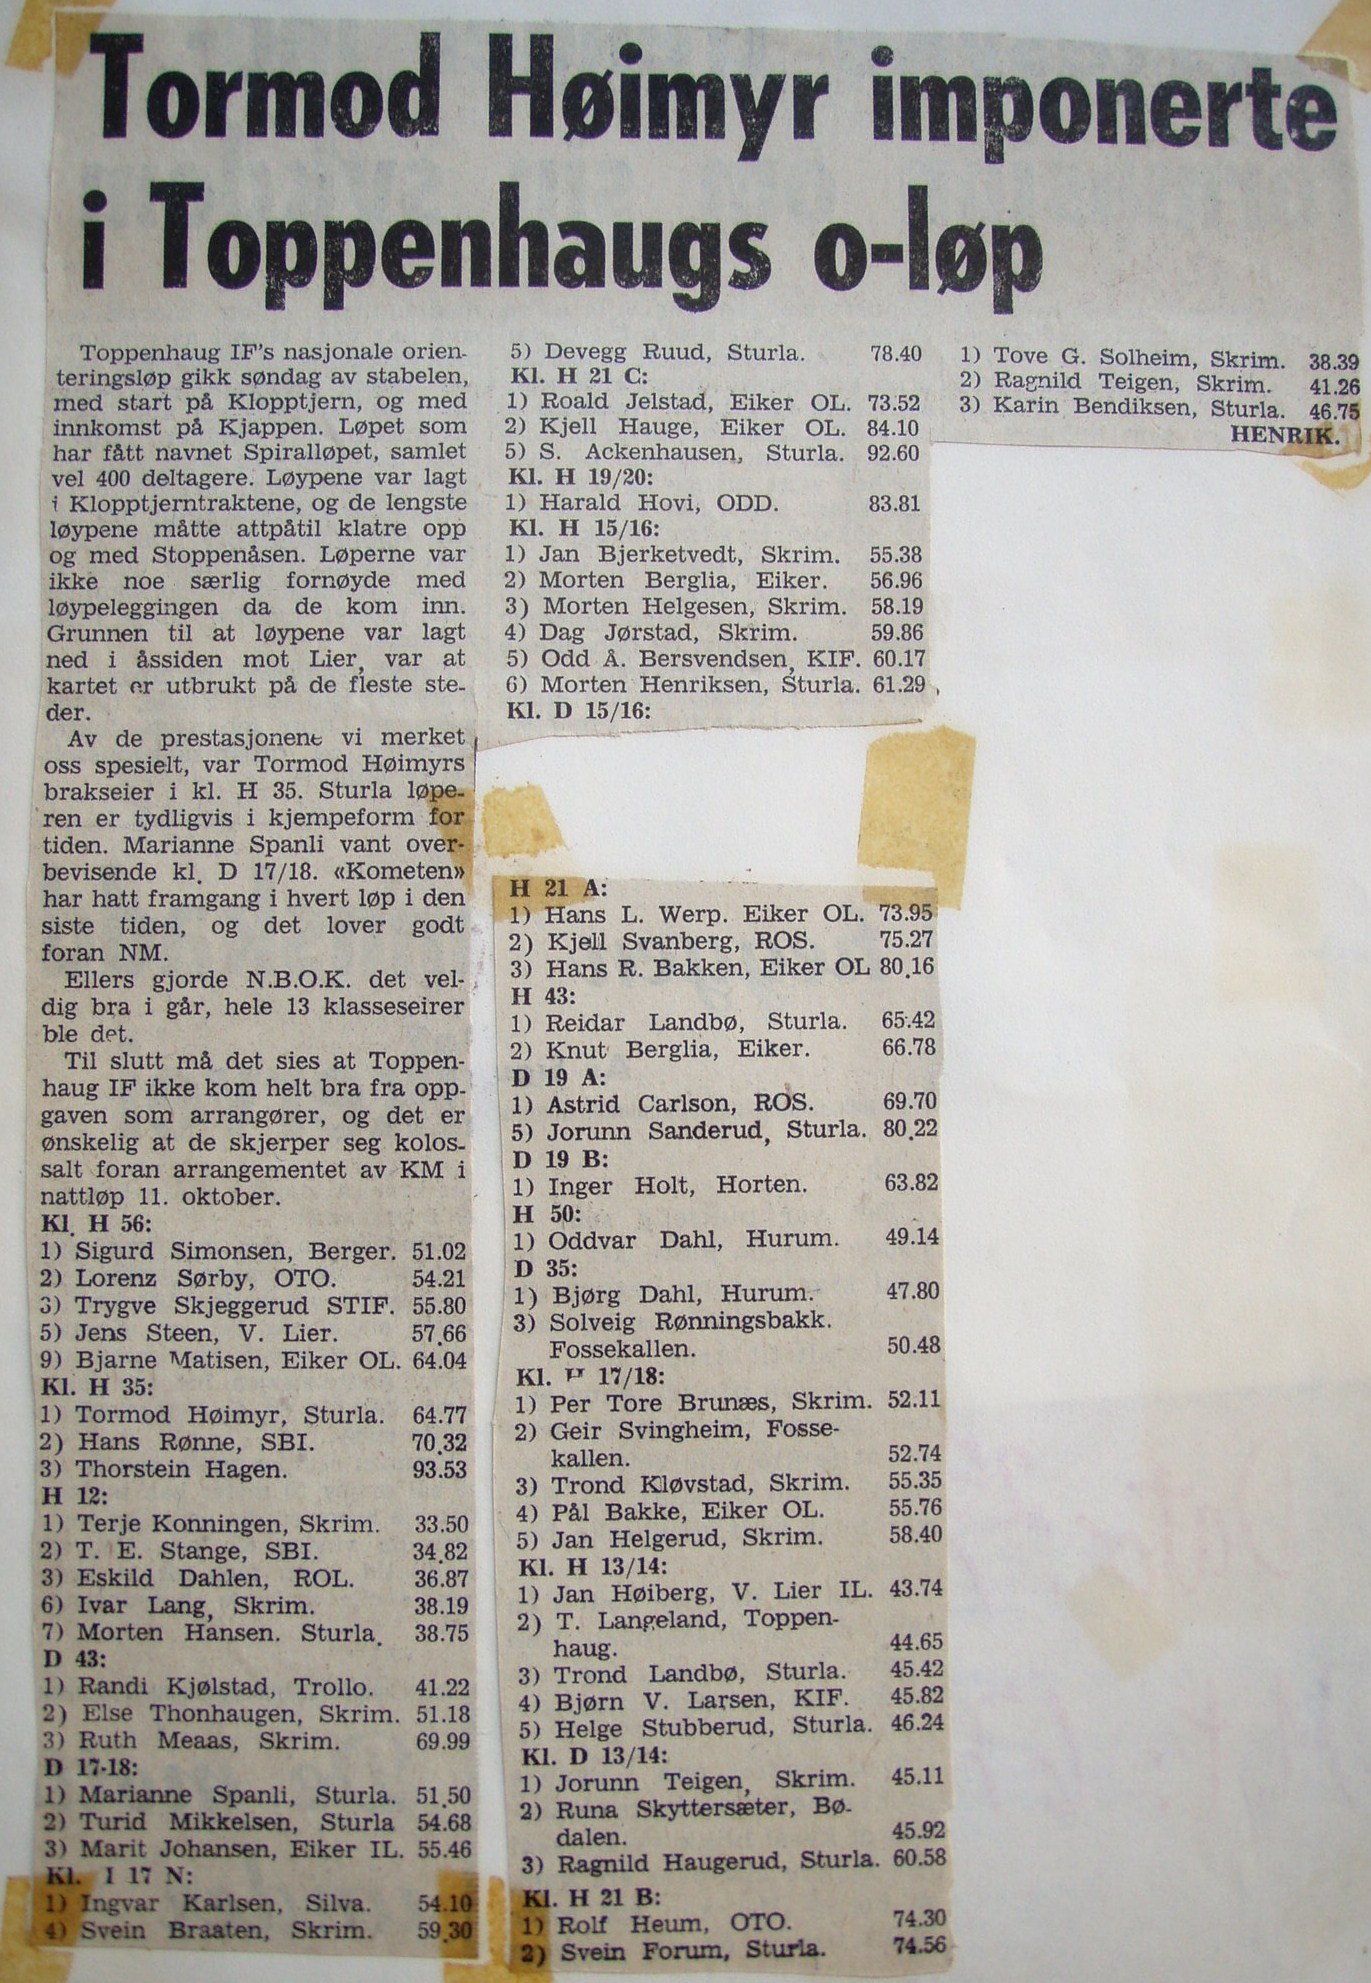 Tormod Høimyr imponerte
i Toppenhaugs o-løp
Toppenhaug IF's nasjonale orien-
teringsløp gikk søndag av stabelen,
med start på Klopptjern, og med
innkomst på Kjappen. Løpet som
har fått navnet Spiralløpet, samlet
vel 400 deltagere. Løypene var lagt
i Klopptjerntraktene, og de lengste
løypene måtte attpåtil klatre opp
og med Stoppenåsen. Løperne var
ikke noe særlig fornøyde med
løypeleggingen da de kom inn.
Grunnen til at løypene var lagt
ned i åssiden mot Lier, var at
kartet er utbrukt på de fleste ste-
der.
Av de prestasjonene vi merket
oss spesielt, var Tormod Høimyrs
brakseier i kl. H 35. Sturla løpe-
ren er tydligvis i kjempeform for
tiden. Marianne Spanli vant over-
bevisende kl. D 17/18. «Kometen»
har hatt framgang i hvert løp i den
siste tiden, og det lover godt
foran NM.
Ellers gjorde N.B.O.K. det vel-
dig bra i går, hele 13 klasseseirer
ble det.
Til slutt må det sies at Toppen-
haug IF ikke kom helt bra fra opp-
gaven som arrangører, og det er
ønskelig at de skjerper seg kolos-
salt foran arrangementet av KM i
nattløp 11. oktober.
Kl. H 56:
1) Sigurd Simonsen, Berger. 51.02
2) Lorenz Sørby, OTO. 54.21
3) Trygve Skjeggerud STIF. 55.80
5) Jens Steen, V. Lier. 57.66
9) Bjarne Matisen, Eiker OL. 64.04
Kl. H 35:
1) Tormod Høimyr, Sturla. 64.77
2) Hans Rønne, SBI. 70.32
3) Thorstein Hagen. 93.53
H 12:
1) Terje Konningen, Skrim. 33.50
2) T. E. Stange, SBI. 34.82
3) Eskild Dahlen, ROL. 36.87
6) Ivar Lang, Skrim. 38.19
7) Morten Hansen. Sturla. 38.75
D 43:
1) Randi Kjølstad, Trollo. 41.22
2) Else Thonhaugen, Skrim. 51.18
3) Ruth Meaas, Skrim. 69.99
D 17-18:
1) Marianne Spanli, Sturla. 51.50
2) Turid Mikkelsen, Sturla 54.68
3) Marit Johansen, Eiker IL. 55.46
Kl. 17 N:
1) Ingvar Karlsen, Silva. 54.10
4) Svein Braaten, Skrim. 59.30
5) Devegg Ruud, Sturla. 78.40
Kl. H 21 C:
1) Roald Jelstad, Eiker OL. 73.52
2) Kjell Hauge, Eiker OL. 84.10
5) S. Ackenhausen, Sturla. 92.60
Kl. H 19/20:
1) Harald Hovi, ODD. 83.81
Kl. H 15/16:
1) Jan Bjerketvedt, Skrim. 55.38
2) Morten Berglia, Eiker. 56.96
3) Morten Helgesen, Skrim. 58.19
4) Dag Jørstad, Skrim. 59.86
5) Odd Å. Bersvendsen, KIF. 60.17
6) Morten Henriksen, Sturla. 61.29
Kl. D 15/16:
1) Tove G. Solheim, Skrim. 38.39
2) Ragnild Teigen, Skrim. 41.26
3) Karin Bendiksen, Sturla. 46.75
HENRIK.
H 21 A:
1) Hans L. Werp. Eiker OL. 73.95
2) Kjell Svanberg, ROS. 75.27
3) Hans R. Bakken, Eiker OL 80.16
H 43:
1) Reidar Landbø, Sturla. 65.42
2) Knut Berglia, Eiker. 66.78
D 19 A:
1) Astrid Carlson, ROS. 69.70
5) Jorunn Sanderud, Sturla. 80.22
D 19 B:
1) Inger Holt, Horten. 63.82
H 50:
1) Oddvar Dahl, Hurum. 49.14
D 35:
1) Bjørg Dahl, Hurum. 47.80
3) Solveig Rønningsbakk.
Fossekallen. 50.48
Kl. H 17/18:
1) Per Tore Brunæs, Skrim. 52.11
2) Geir Svingheim, Fosse-
kallen. 52.74
3) Trond Kløvstad, Skrim. 55.35
4) Pål Bakke, Eiker OL. 55.76
5) Jan Helgerud, Skrim. 58.40
Kl. H 13/14:
1) Jan Høiberg, V. Lier IL. 43.74
2) T. Langeland, Toppen-
haug. 44.65
3) Trond Landbø, Sturla. 45.42
4) Bjørn V. Larsen, KIF. 45.82
5) Helge Stubberud, Sturla. 46.24
Kl. D 13/14:
1) Jorunn Teigen, Skrim. 45.11
2) Runa Skyttersæter, Bø-
dalen. 45.92
3) Ragnild Haugerud, Sturla. 60.58
Kl. H 21 B:
1) Rolf Heum, OTO. 74.30
2) Svein Forum, Sturla. 74.56